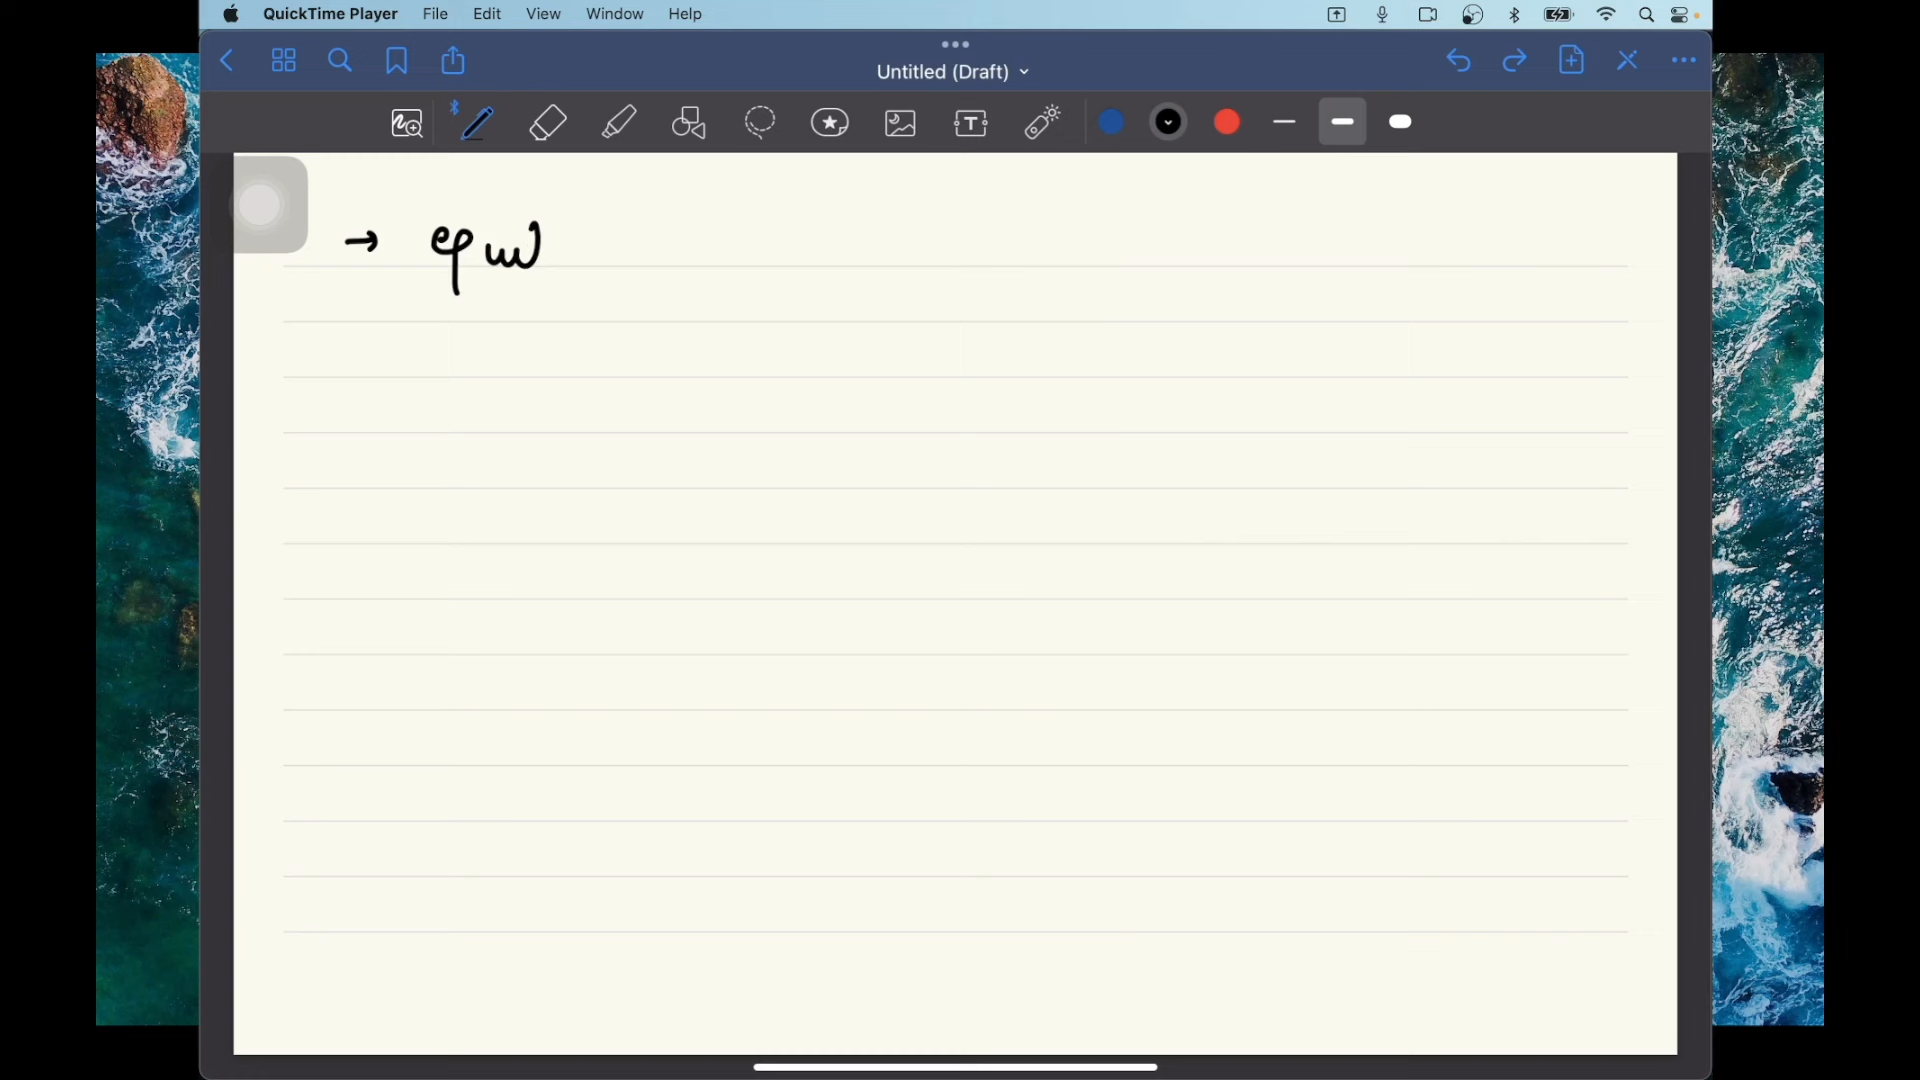 QuickTime Player File Edit View Window Help
Untitled (Draft)
T
→